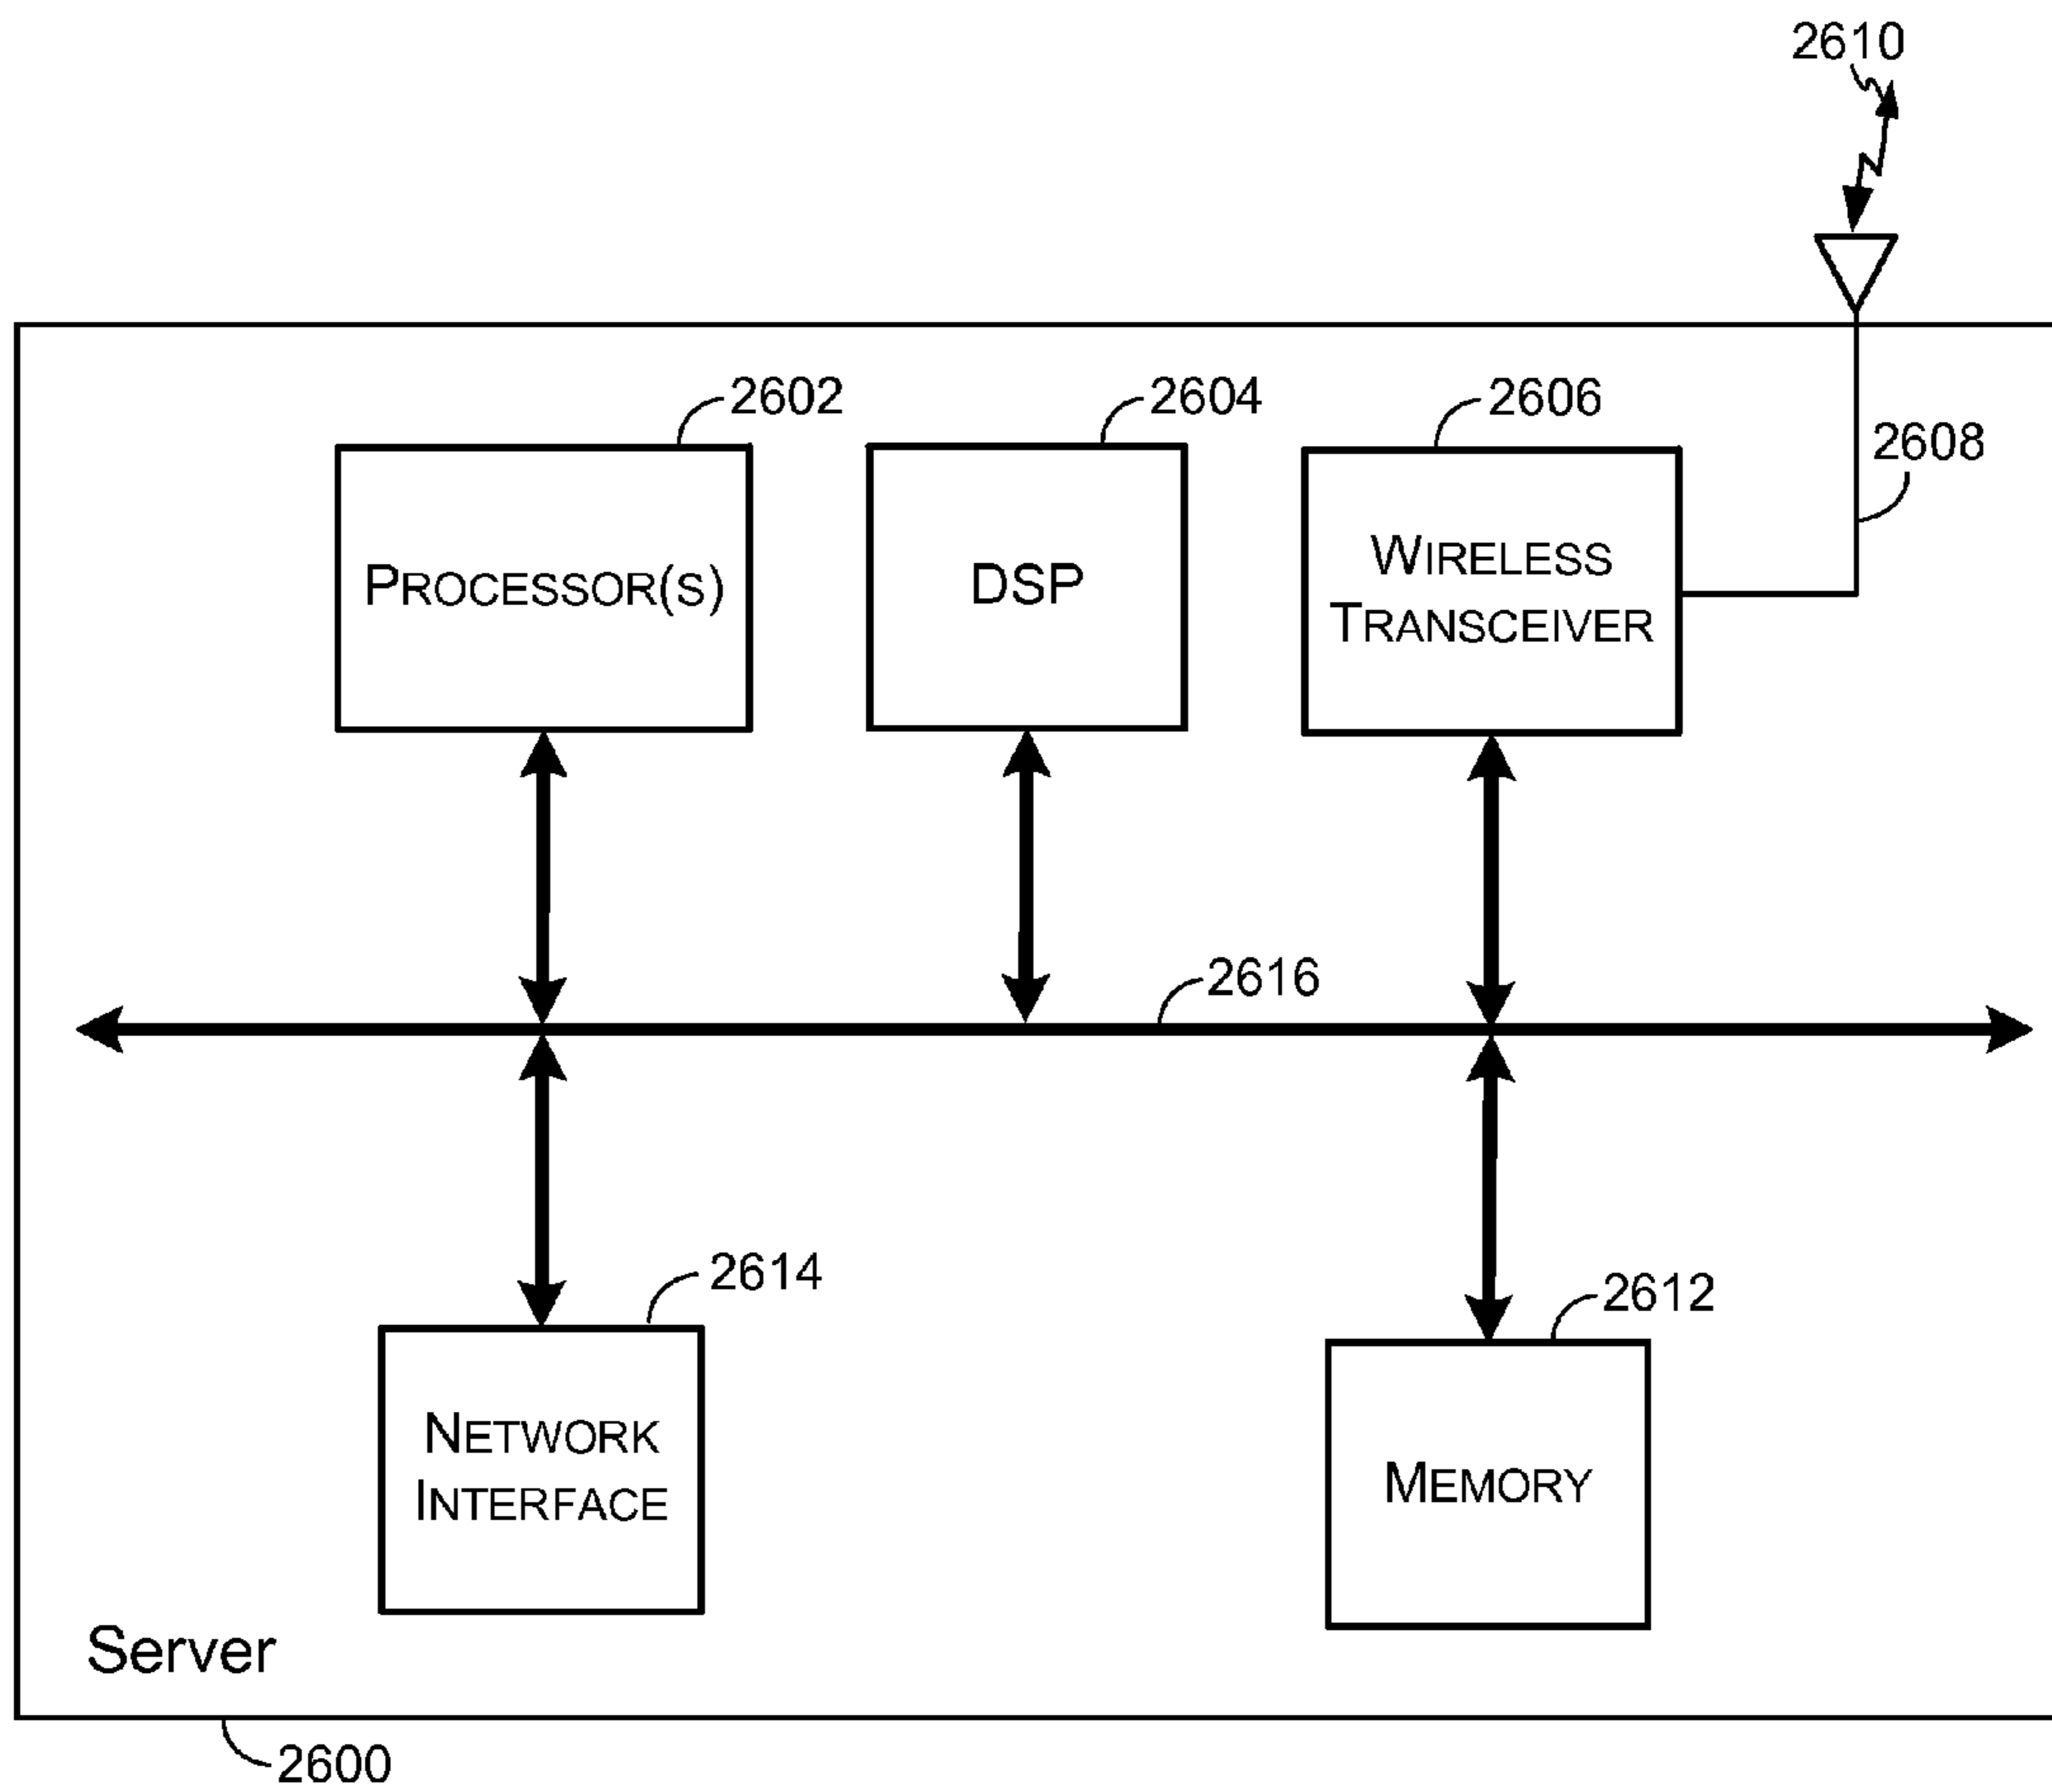 2610
2602
2604
2606
2608
PROCESSOR(S)
DSP
WIRELESS
TRANSCEIVER
2616
2614
2612
NETWORK
INTERFACE
MEMORY
Server
2600